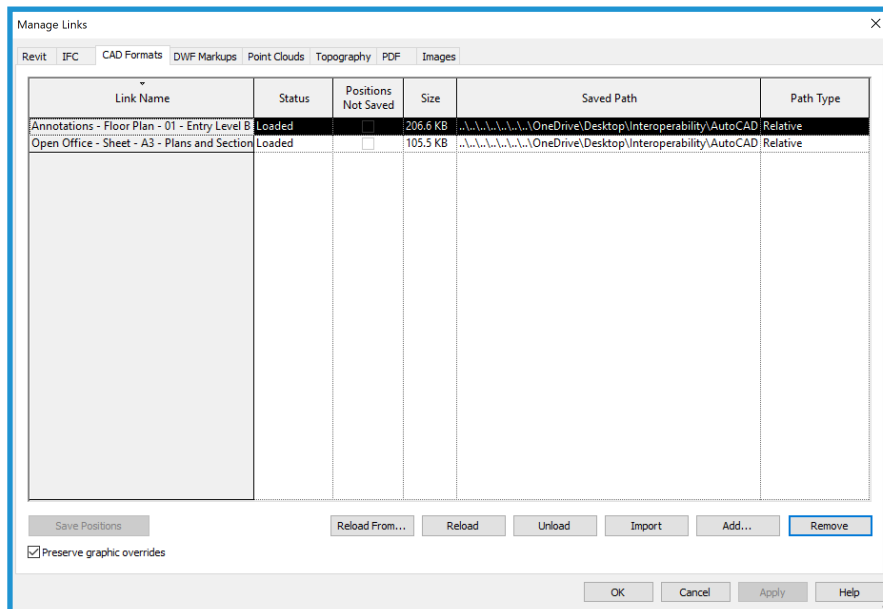 Manage Links
Revit IFC CAD Formats DWF Markups Point Clouds Topography PDF Images
Link Name Status Positions Not Saved Size Saved Path Path Type
Annotations - Floor Plan - 01 - Entry Level B Loaded 206.6 KB ..\..\..\..\..\..\OneDrive\Desktop\Interoperability\AutoCAD Relative
Open Office - Sheet - A3 - Plans and Section Loaded 105.5 KB ..\..\..\..\..\..\OneDrive\Desktop\Interoperability\AutoCAD Relative
Save Positions Reload From... Reload Unload Import Add... Remove
Preserve graphic overrides
OK Cancel Apply Help